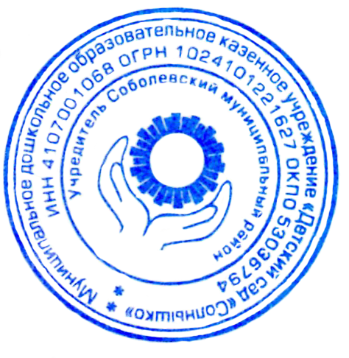 Муниципальное дошкольное образовательное казенное учреждение «Детский сад «Солнышко» *
ИНН 4107001068 ОГРН 1024101221627 ОКПО 53036794 *
Учредитель Соболевский муниципальный район